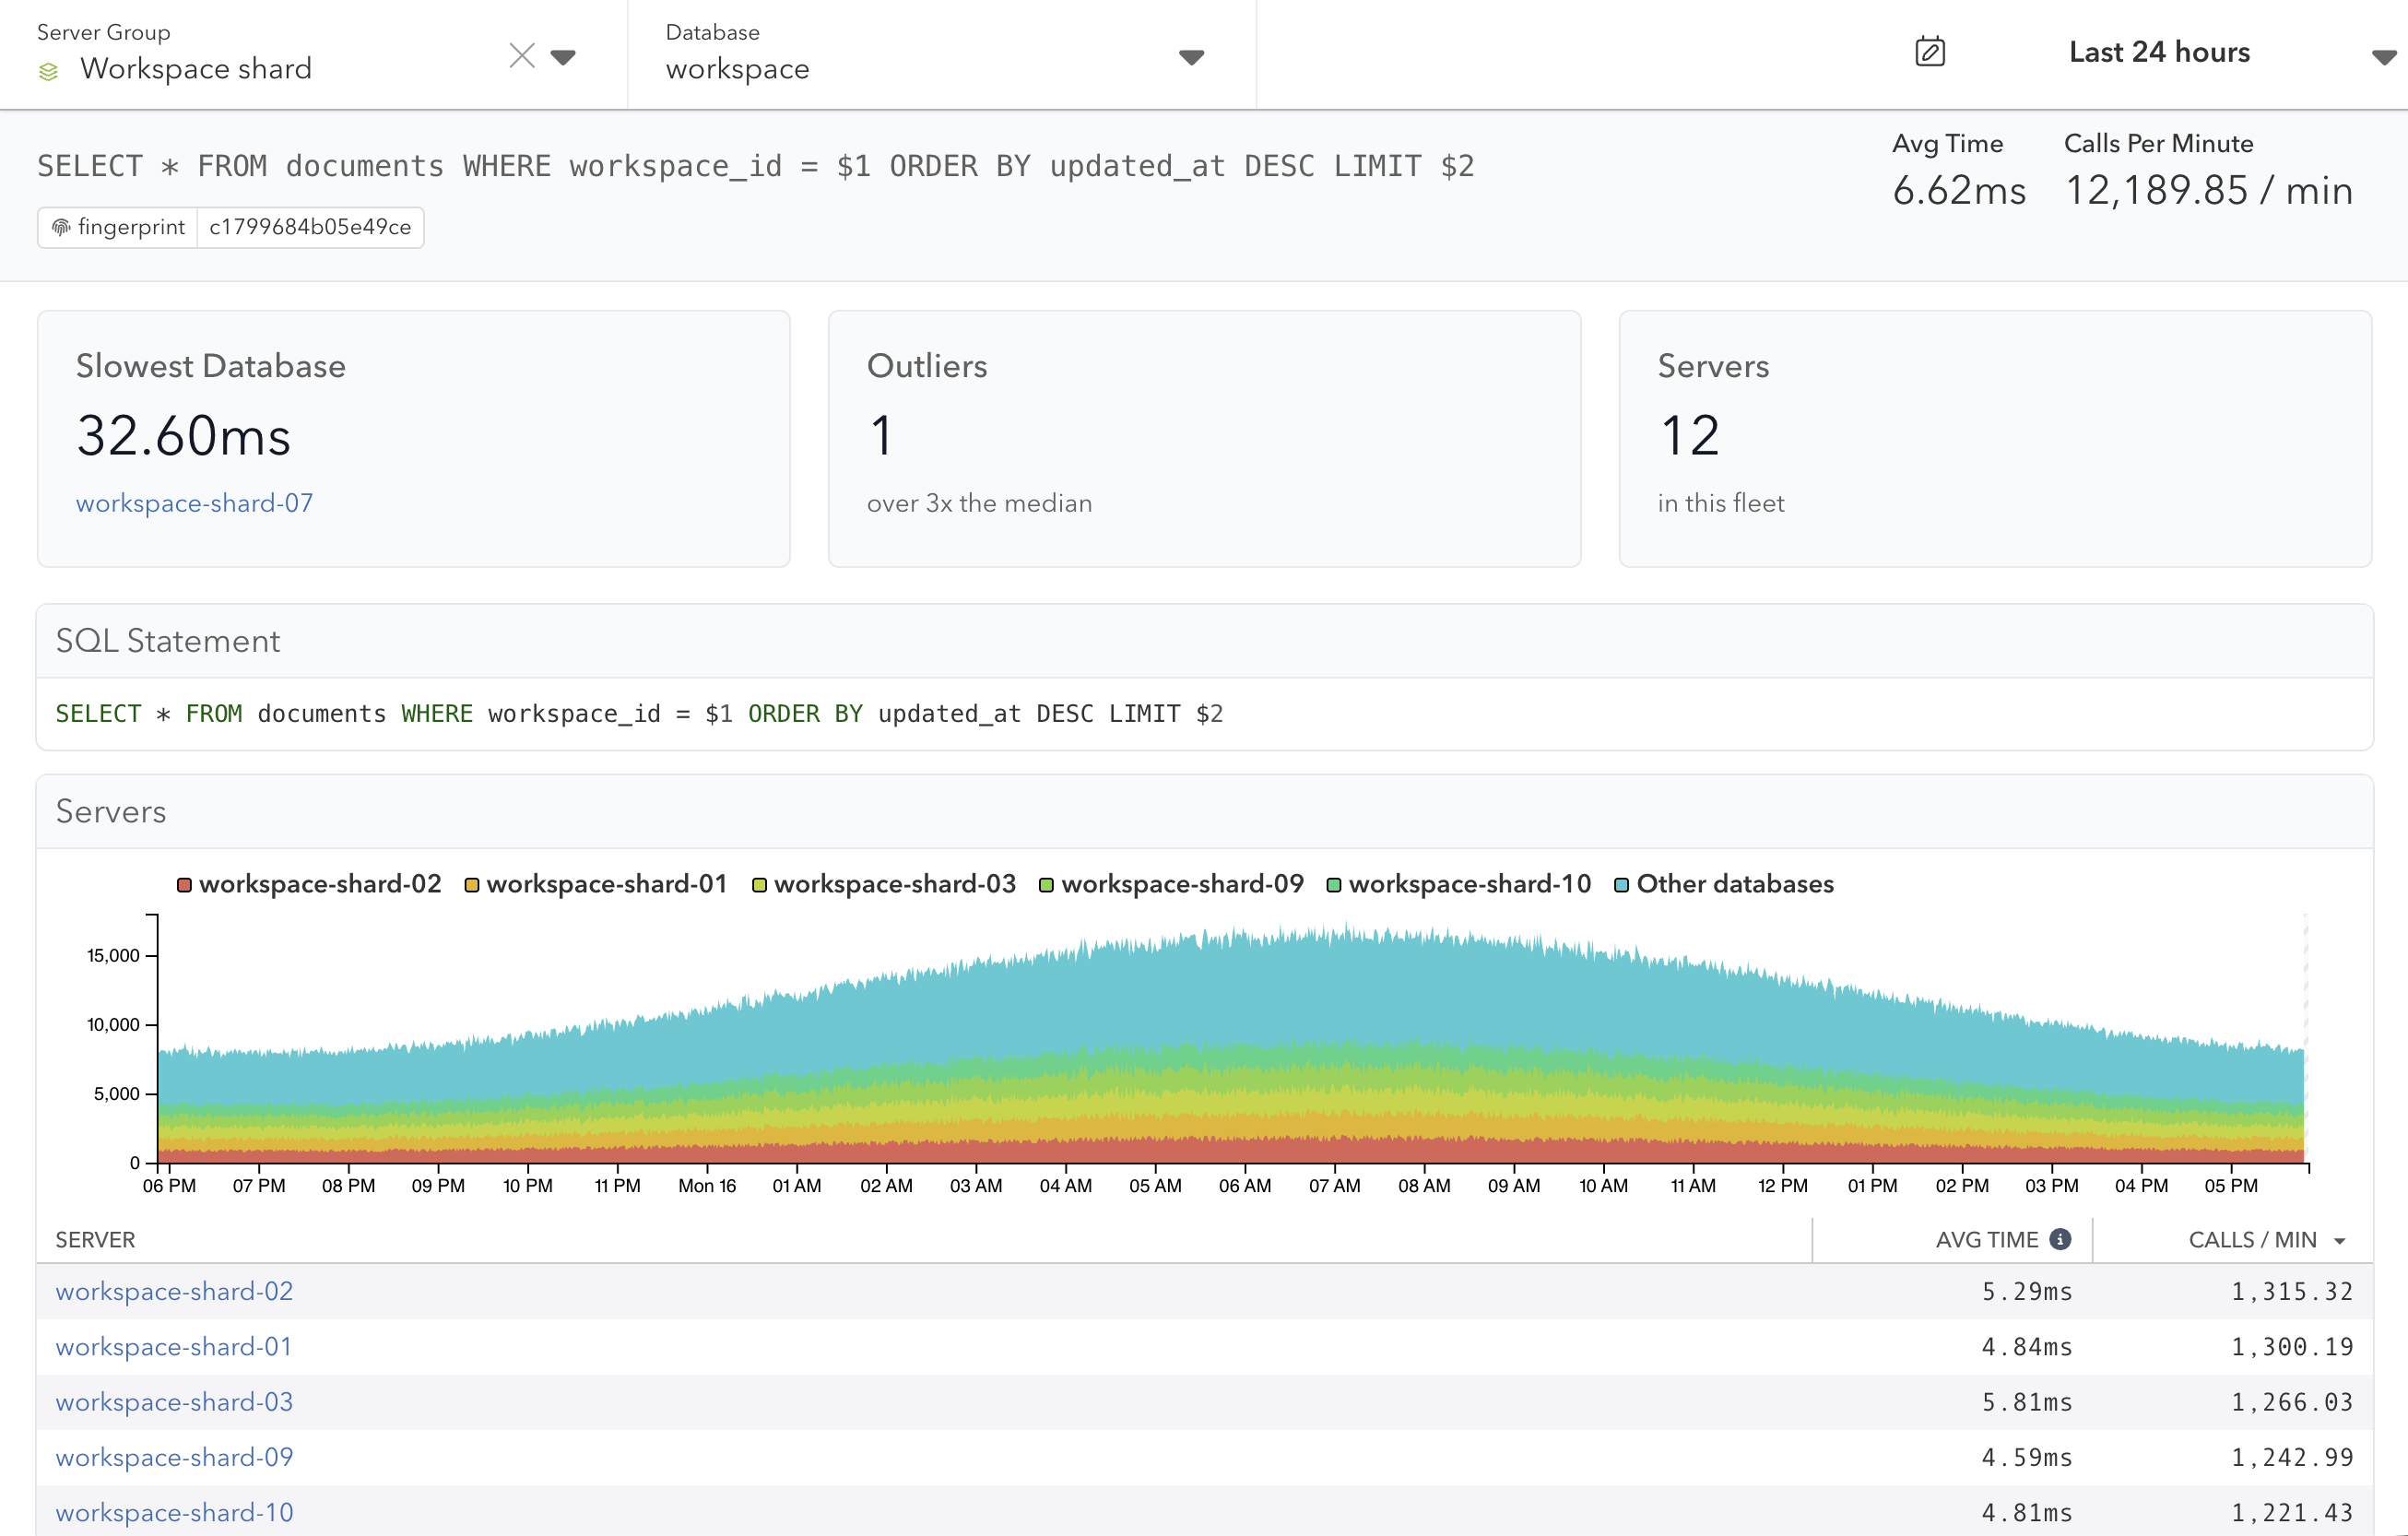 Server Group
Workspace shard
Database
workspace
Last 24 hours
SELECT * FROM documents WHERE workspace_id = $1 ORDER BY updated_at DESC LIMIT $2
fingerprint c1799684b05e49ce
Avg Time
6.62ms
Calls Per Minute
12,189.85 / min
Slowest Database
32.60ms
workspace-shard-07
Outliers
1
over 3x the median
Servers
12
in this fleet
SQL Statement
SELECT * FROM documents WHERE workspace_id = $1 ORDER BY updated_at DESC LIMIT $2
Servers
workspace-shard-02 workspace-shard-01 workspace-shard-03 workspace-shard-09 workspace-shard-10 Other databases
15,000
10,000
5,000
0
06 PM 07 PM 08 PM 09 PM 10 PM 11 PM Mon 16 01 AM 02 AM 03 AM 04 AM 05 AM 06 AM 07 AM 08 AM 09 AM 10 AM 11 AM 12 PM 01 PM 02 PM 03 PM 04 PM 05 PM
SERVER AVG TIME CALLS / MIN
workspace-shard-02 5.29ms 1,315.32
workspace-shard-01 4.84ms 1,300.19
workspace-shard-03 5.81ms 1,266.03
workspace-shard-09 4.59ms 1,242.99
workspace-shard-10 4.81ms 1,221.43